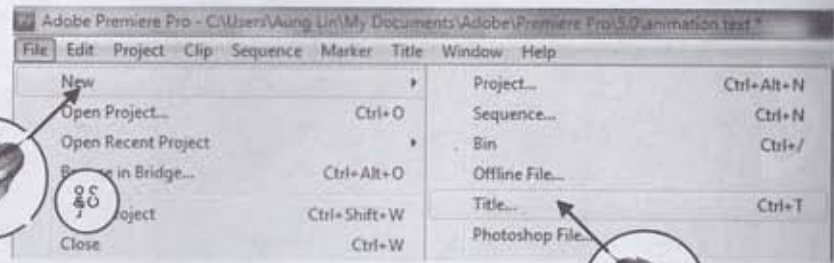 Adobe Premiere Pro - C:\Users\Aung Lin\My Documents\Adobe\Premiere Pro\5.0\animation text *
File Edit Project Clip Sequence Marker Title Window Help
New
Open Project... Ctrl+O
Open Recent Project
in Bridge... Ctrl+Alt+O
Ctrl+Shift+W
Close Ctrl+W
Project... Ctrl+Alt+N
Sequence... Ctrl+N
Bin Ctrl+/
Offline File...
Title... Ctrl+T
Photoshop File...